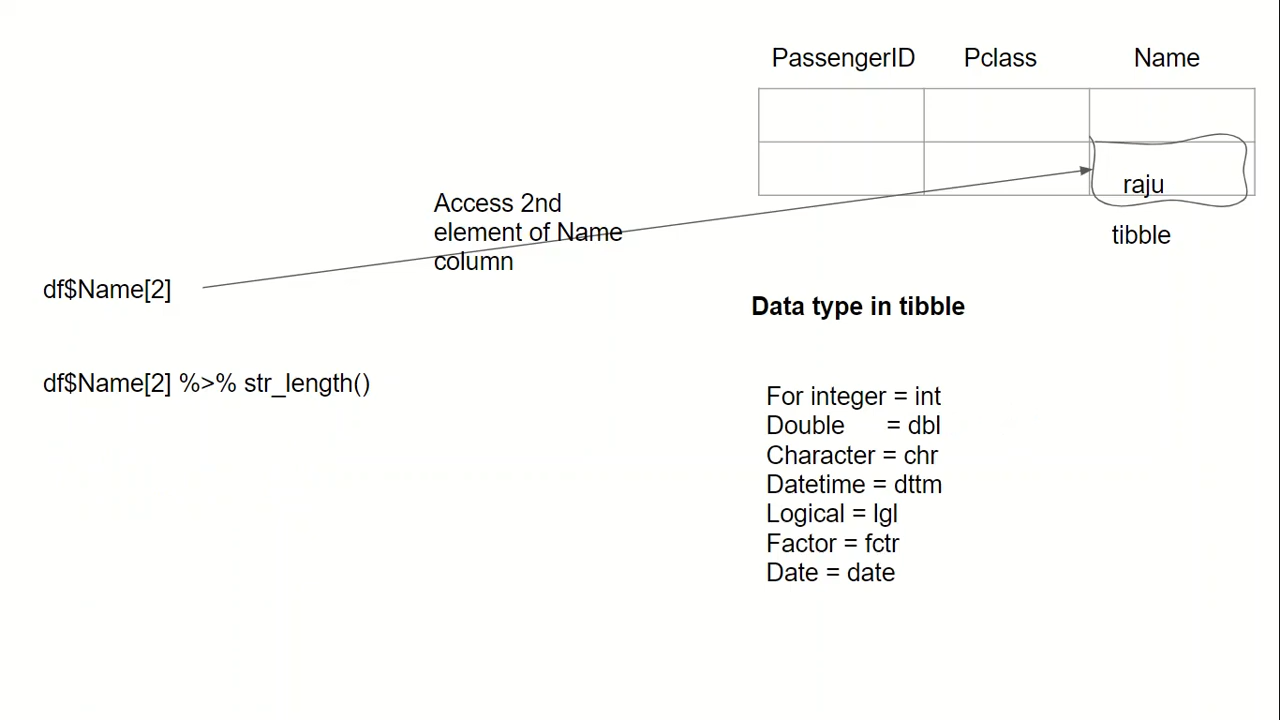 PassengerID Pclass Name
raju
tibble
Access 2nd
element of Name
column
df$Name[2]
df$Name[2] %>% str_length()
Data type in tibble
For integer = int
Double = dbl
Character = chr
Datetime = dttm
Logical = lgl
Factor = fctr
Date = date